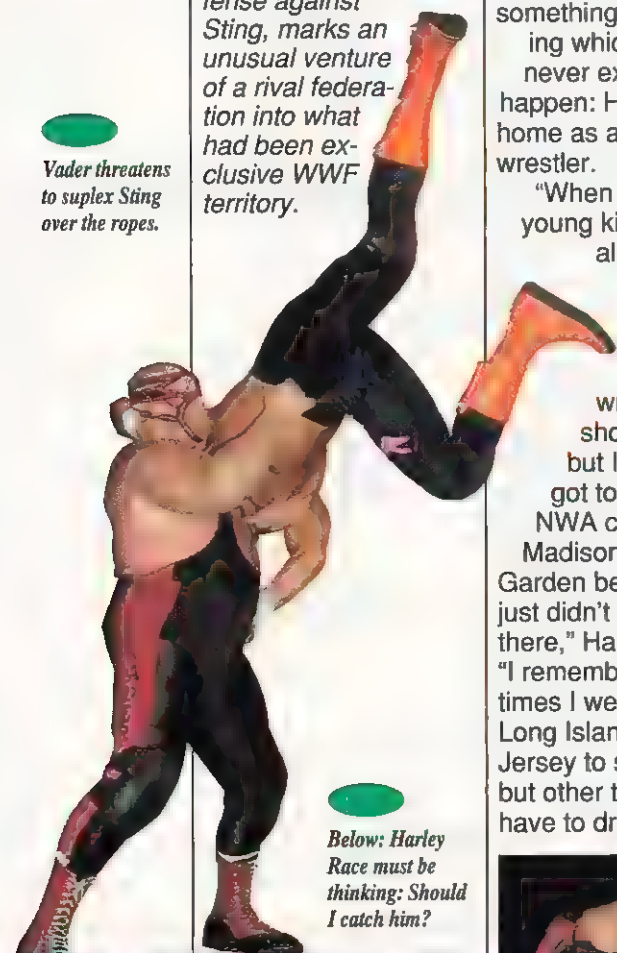 Vader threatens
to suplex Sting
over the ropes.
fense against
Sting, marks an
unusual venture
of a rival federa-
tion into what
had been ex-
clusive WWF
territory.
Below: Harley
Race must be
thinking: Should
I catch him?
something
ing whic
never ex
happen: H
home as a
wrestler.
"When
young ki
al
w
sho
but I
got to
NWA c
Madison
Garden be
just didn't
there," Ha
"I rememb
times I we
Long Islan
Jersey to s
but other t
have to dr